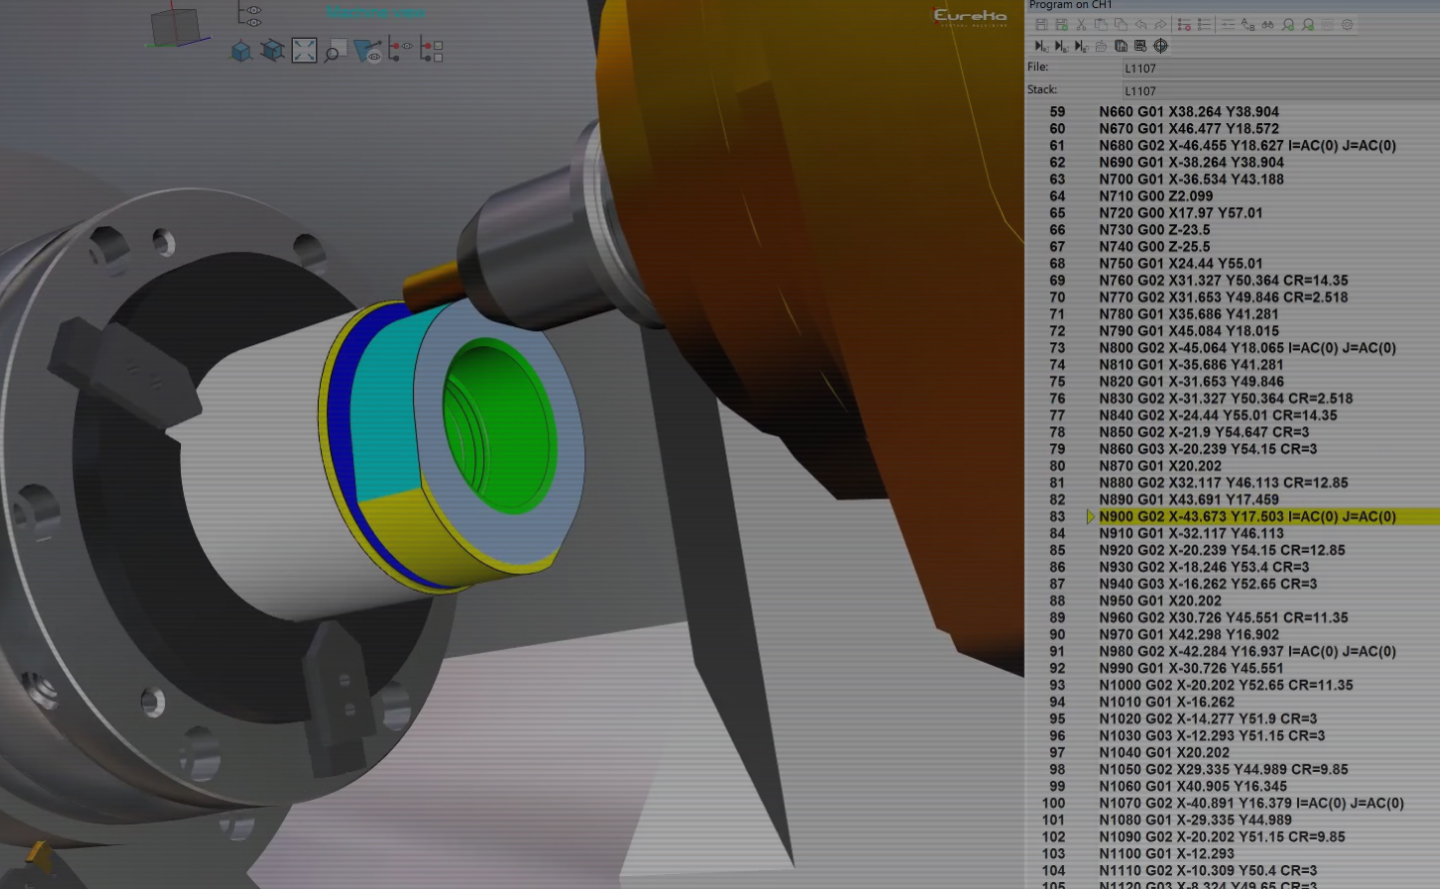 Machine view
EureKa
Program on CH1
File: L1107
Stack: L1107
59 N660 G01 X38.264 Y38.904
60 N670 G01 X46.477 Y18.572
61 N680 G02 X-46.455 Y18.627 I=AC(0) J=AC(0)
62 N690 G01 X-38.264 Y38.904
63 N700 G01 X-36.534 Y43.188
64 N710 G00 Z2.099
65 N720 G00 X17.97 Y57.01
66 N730 G00 Z-23.5
67 N740 G00 Z-25.5
68 N750 G01 X24.44 Y55.01
69 N760 G02 X31.327 Y50.364 CR=14.35
70 N770 G02 X31.653 Y49.846 CR=2.518
71 N780 G01 X35.686 Y41.281
72 N790 G01 X45.084 Y18.015
73 N800 G02 X-45.064 Y18.065 I=AC(0) J=AC(0)
74 N810 G01 X-35.686 Y41.281
75 N820 G01 X-31.653 Y49.846
76 N830 G02 X-31.327 Y50.364 CR=2.518
77 N840 G02 X-24.44 Y55.01 CR=14.35
78 N850 G02 X-21.9 Y54.647 CR=3
79 N860 G03 X-20.239 Y54.15 CR=3
80 N870 G01 X20.202
81 N880 G02 X32.117 Y46.113 CR=12.85
82 N890 G01 X43.691 Y17.459
83 N900 G02 X-43.673 Y17.503 I=AC(0) J=AC(0)
84 N910 G01 X-32.117 Y46.113
85 N920 G02 X-20.239 Y54.15 CR=12.85
86 N930 G02 X-18.246 Y53.4 CR=3
87 N940 G03 X-16.262 Y52.65 CR=3
88 N950 G01 X20.202
89 N960 G02 X30.726 Y45.551 CR=11.35
90 N970 G01 X42.298 Y16.902
91 N980 G02 X-42.284 Y16.937 I=AC(0) J=AC(0)
92 N990 G01 X-30.726 Y45.551
93 N1000 G02 X-20.202 Y52.65 CR=11.35
94 N1010 G01 X-16.262
95 N1020 G02 X-14.277 Y51.9 CR=3
96 N1030 G03 X-12.293 Y51.15 CR=3
97 N1040 G01 X20.202
98 N1050 G02 X29.335 Y44.989 CR=9.85
99 N1060 G01 X40.905 Y16.345
100 N1070 G02 X-40.891 Y16.379 I=AC(0) J=AC(0)
101 N1080 G01 X-29.335 Y44.989
102 N1090 G02 X-20.202 Y51.15 CR=9.85
103 N1100 G01 X-12.293
104 N1110 G02 X-10.309 Y50.4 CR=3
105 N1120 G03 X-8.324 Y49.65 CR=3